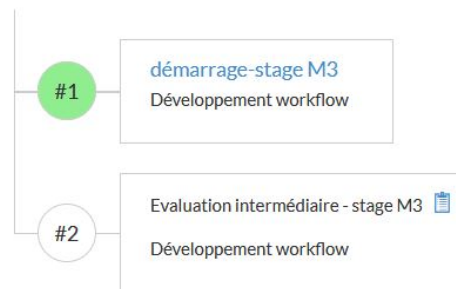 #1
démarrage-stage M3
Développement workflow
#2
Evaluation intermédiaire - stage M3
Développement workflow